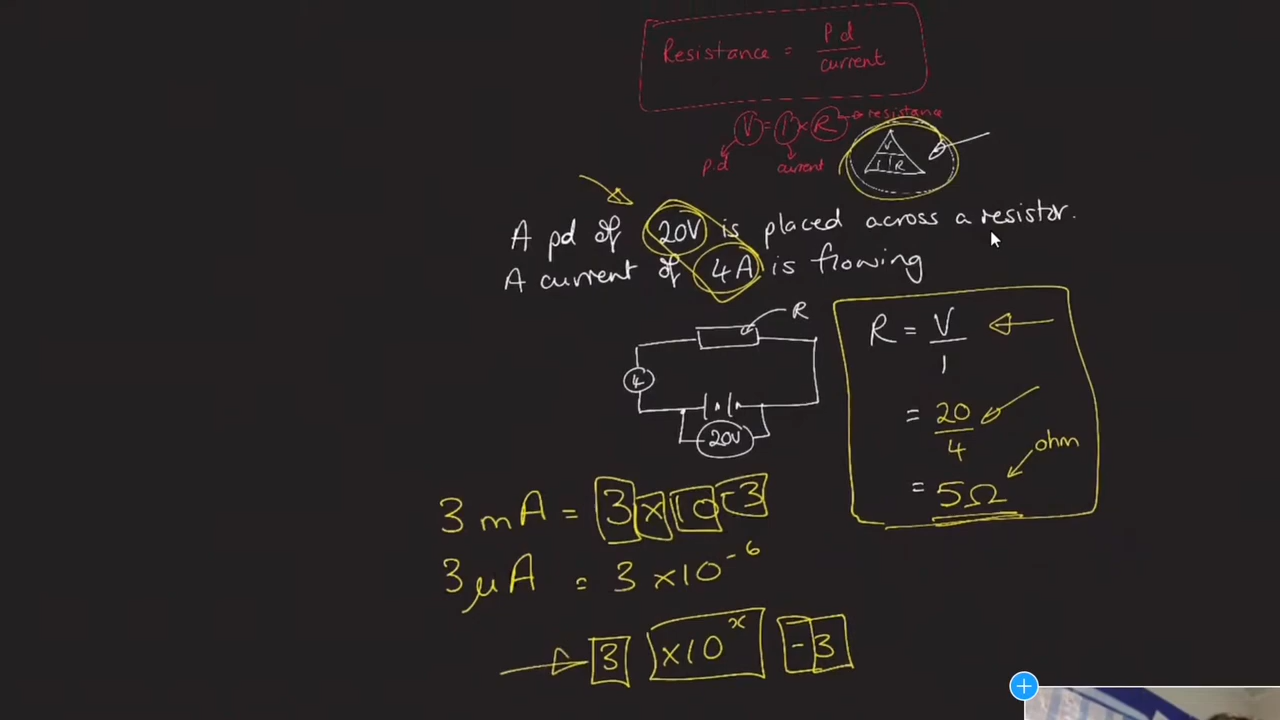 Resistance = Pd / current
V = I × R → resistance
p.d current
V
I R
A pd of 20V is placed across a resistor.
A current of 4A is flowing
R
4
20V
R = V / I
= 20 / 4
ohm
= 5Ω
3 mA = 3 × 10 -3
3 μA = 3 × 10⁻⁶
3 ×10ˣ - 3